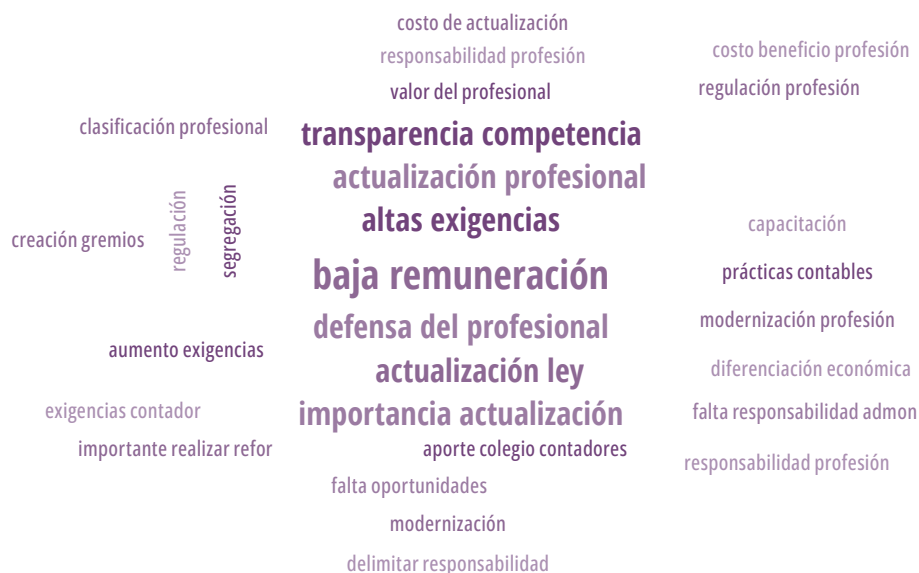 costo de actualización
responsabilidad profesión
costo beneficio profesión
valor del profesional
regulación profesión
clasificación profesional
transparencia competencia
actualización profesional
altas exigencias
creación gremios
regulación
segregación
capacitación
baja remuneración
prácticas contables
defensa del profesional
modernización profesión
aumento exigencias
actualización ley
diferenciación económica
exigencias contador
importancia actualización
falta responsabilidad admon
importante realizar refor
aporte colegio contadores
responsabilidad profesión
falta oportunidades
modernización
delimitar responsabilidad